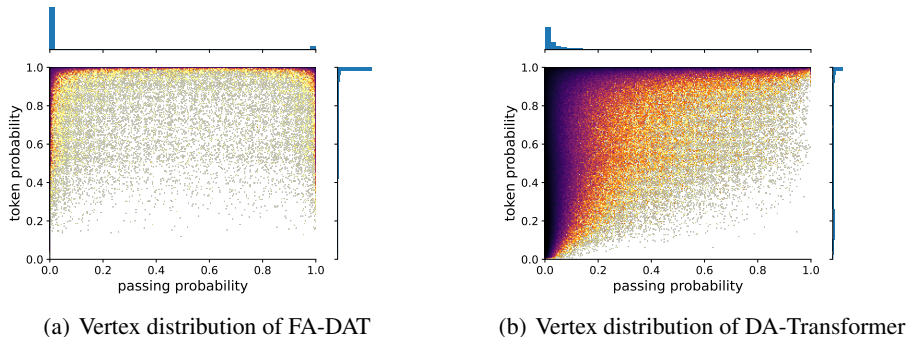 1.0
0.8
0.6
0.4
0.2
0.0
token probability
0.0 0.2 0.4 0.6 0.8 1.0
passing probability
(a) Vertex distribution of FA-DAT
1.0
0.8
0.6
0.4
0.2
0.0
token probability
0.0 0.2 0.4 0.6 0.8 1.0
passing probability
(b) Vertex distribution of DA-Transformer